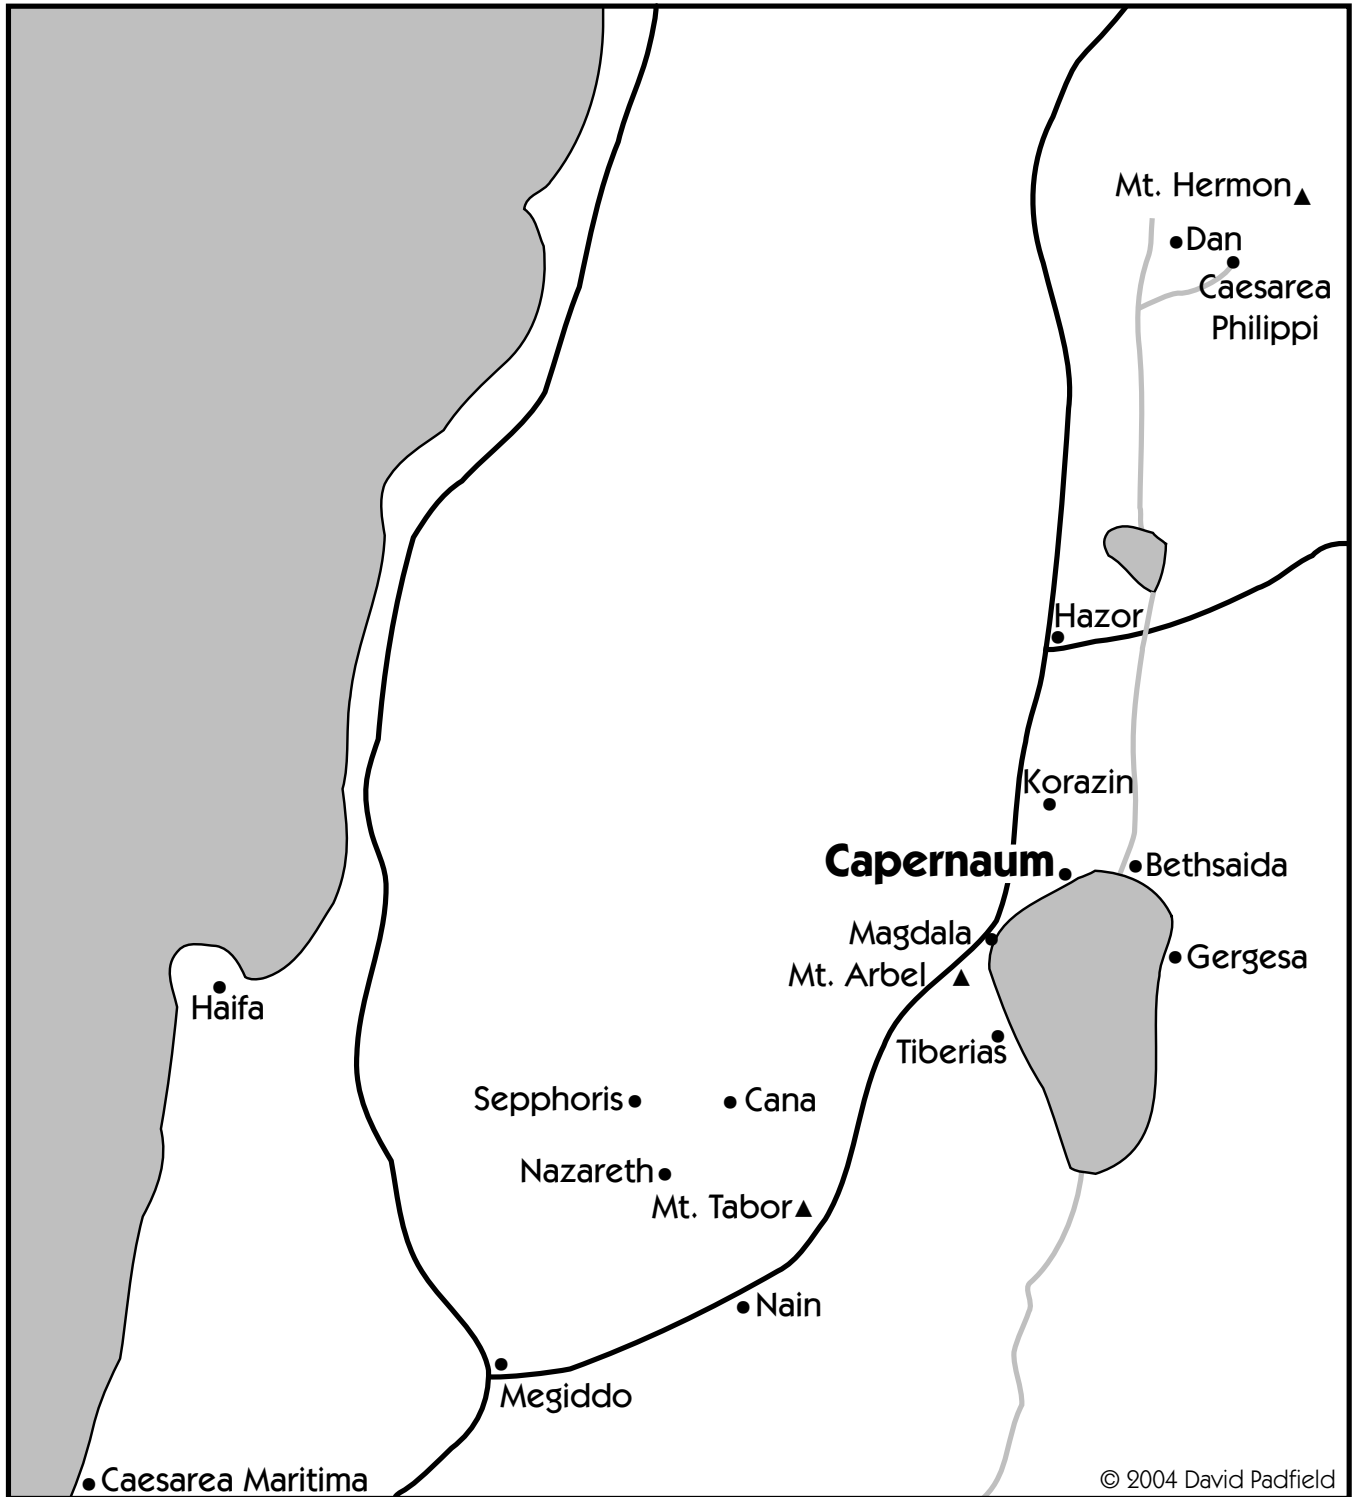 Mt. Hermon
Dan
Caesarea
Philippi
Hazor
Korazin
Capernaum
Bethsaida
Magdala
Gergesa
Mt. Arbel
Haifa
Tiberias
Sepphoris
Cana
Nazareth
Mt. Tabor
Nain
Megiddo
Caesarea Maritima
© 2004 David Padfield